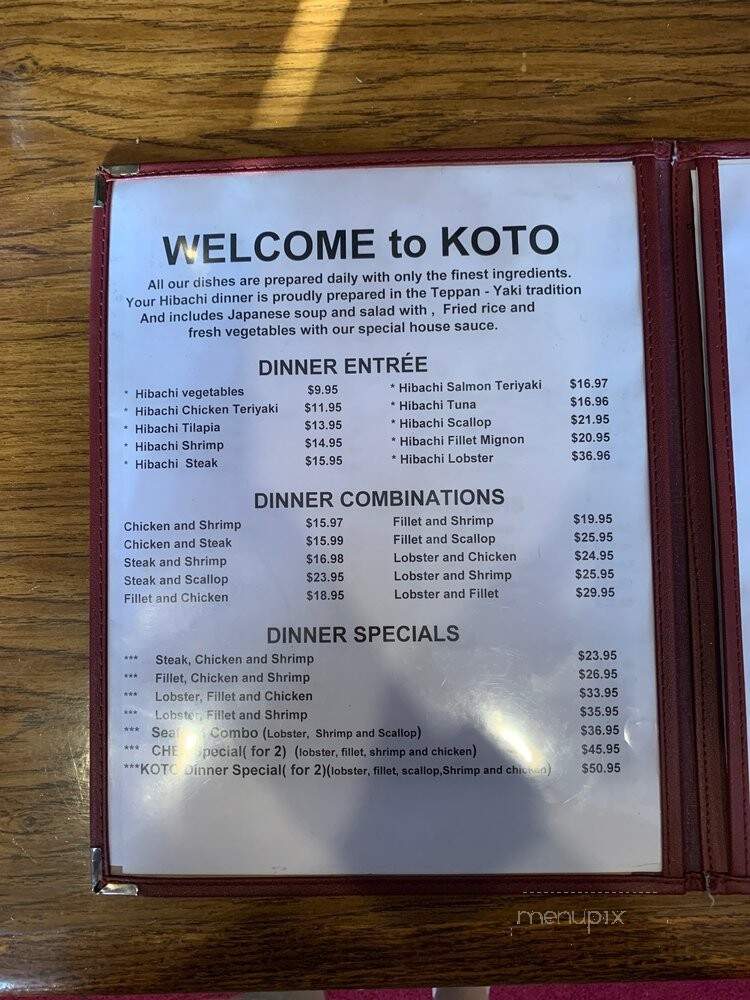 WELCOME to KOTO
All our dishes are prepared daily with only the finest ingredients.
Your Hibachi dinner is proudly prepared in the Teppan - Yaki tradition
And includes Japanese soup and salad with , Fried rice and
fresh vegetables with our special house sauce.
DINNER ENTRÉE
* Hibachi vegetables $9.95
* Hibachi Chicken Teriyaki $11.95
* Hibachi Tilapia $13.95
* Hibachi Shrimp $14.95
* Hibachi Steak $15.95
* Hibachi Salmon Teriyaki $16.97
* Hibachi Tuna $16.96
* Hibachi Scallop $21.95
* Hibachi Fillet Mignon $20.95
* Hibachi Lobster $36.96
DINNER COMBINATIONS
Chicken and Shrimp $15.97
Chicken and Steak $15.99
Steak and Shrimp $16.98
Steak and Scallop $23.95
Fillet and Chicken $18.95
Fillet and Shrimp $19.95
Fillet and Scallop $25.95
Lobster and Chicken $24.95
Lobster and Shrimp $25.95
Lobster and Fillet $29.95
DINNER SPECIALS
*** Steak, Chicken and Shrimp $23.95
*** Fillet, Chicken and Shrimp $26.95
*** Lobster, Fillet and Chicken $33.95
*** Lobster, Fillet and Shrimp $35.95
*** Combo (Lobster, Shrimp and Scallop) $36.95
*** Special( for 2) (lobster, fillet, shrimp and chicken) $45.95
***KOTO Dinner Special( for 2)(lobster, fillet, scallop,Shrimp and chicken) $50.95
menupix